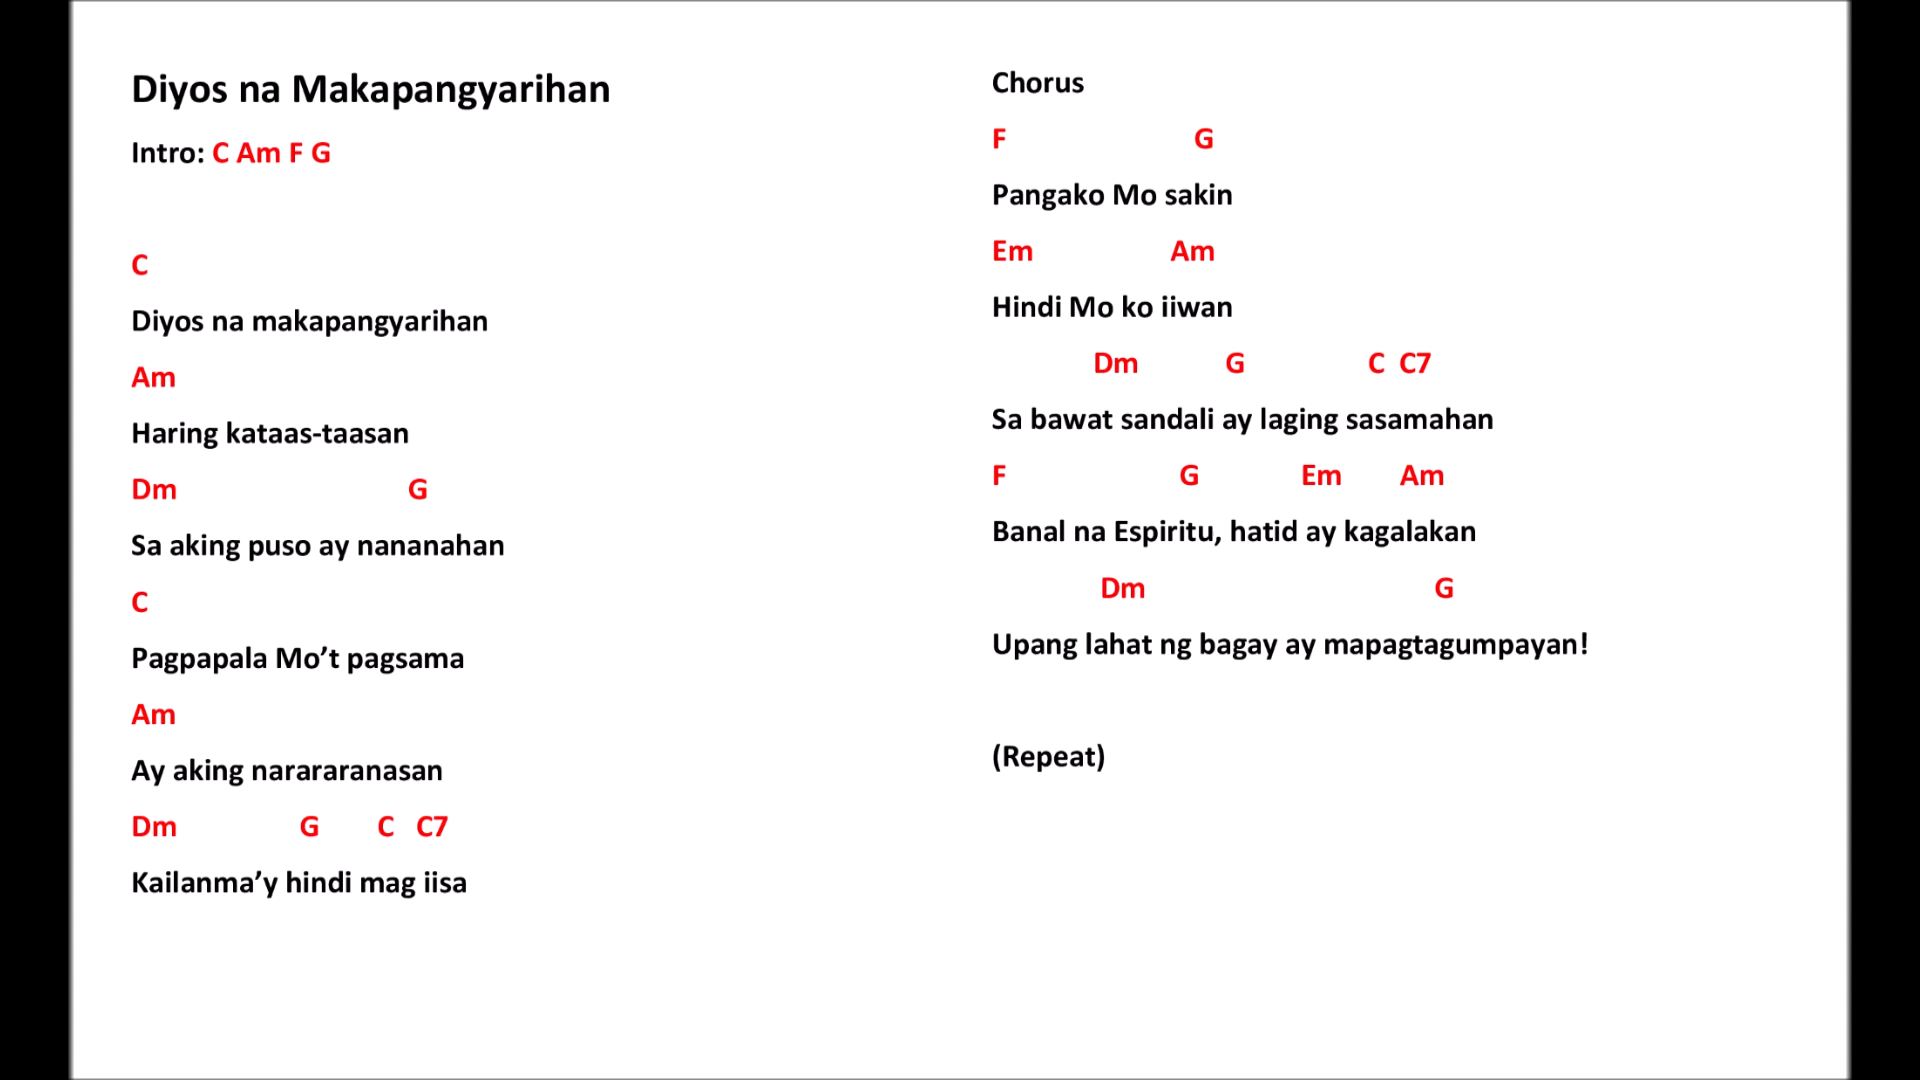 Diyos na Makapangyarihan
Intro: C Am F G
C
Diyos na makapangyarihan
Am
Haring kataas-taasan
Dm G
Sa aking puso ay nananahan
C
Pagpapala Mo’t pagsama
Am
Ay aking narararanasan
Dm G C C7
Kailanma’y hindi mag iisa
Chorus
F G
Pangako Mo sakin
Em Am
Hindi Mo ko iiwan
Dm G C C7
Sa bawat sandali ay laging sasamahan
F G Em Am
Banal na Espiritu, hatid ay kagalakan
Dm G
Upang lahat ng bagay ay mapagtagumpayan!
(Repeat)